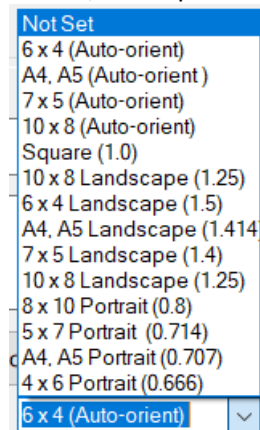 Not Set
6 x 4 (Auto-orient)
A4, A5 (Auto-orient )
7 x 5 (Auto-orient)
10 x 8 (Auto-orient)
Square (1.0)
10 x 8 Landscape (1.25)
6 x 4 Landscape (1.5)
A4, A5 Landscape (1.414)
7 x 5 Landscape (1.4)
10 x 8 Landscape (1.25)
8 x 10 Portrait (0.8)
5 x 7 Portrait  (0.714)
A4, A5 Portrait (0.707)
4 x 6 Portrait (0.666)
6 x 4 (Auto-orient)